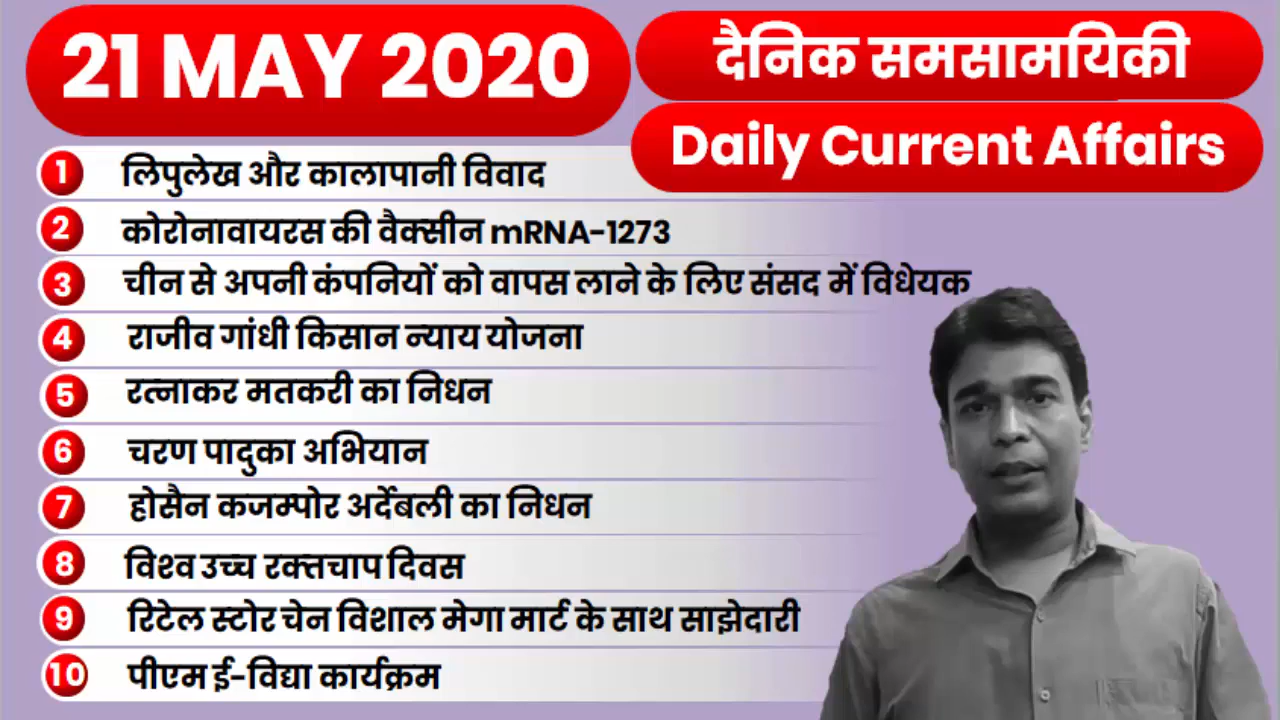 21 MAY 2020
दैनिक समसामयिकी
Daily Current Affairs
1 लिपुलेख और कालापानी विवाद
2 कोरोनावायरस की वैक्सीन mRNA-1273
3 चीन से अपनी कंपनियों को वापस लाने के लिए संसद में विधेयक
4 राजीव गांधी किसान न्याय योजना
5 रत्नाकर मतकरी का निधन
6 चरण पादुका अभियान
7 होसैन कजम्पोर अर्देबली का निधन
8 विश्व उच्च रक्तचाप दिवस
9 रिटेल स्टोर चेन विशाल मेगा मार्ट के साथ साझेदारी
10 पीएम ई-विद्या कार्यक्रम